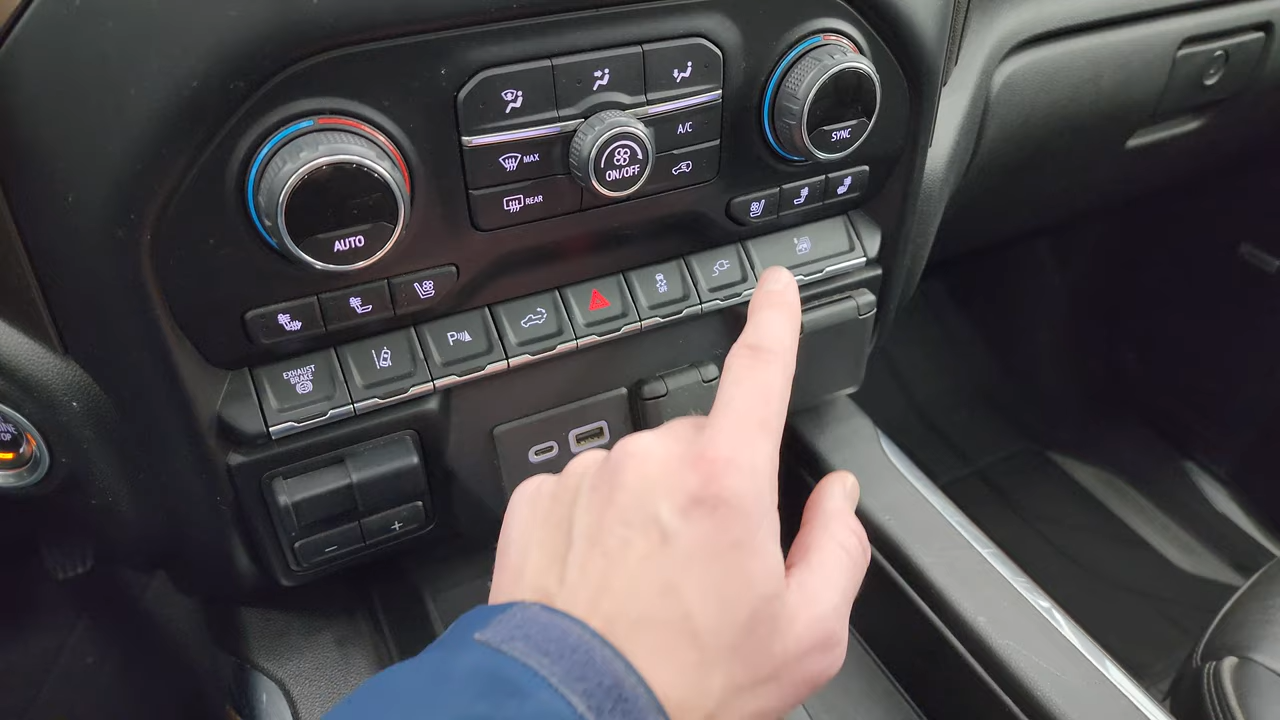 SYNC
A/C
MAX
ON/OFF
REAR
AUTO
OFF
P
EXHAUST
BRAKE
+
-